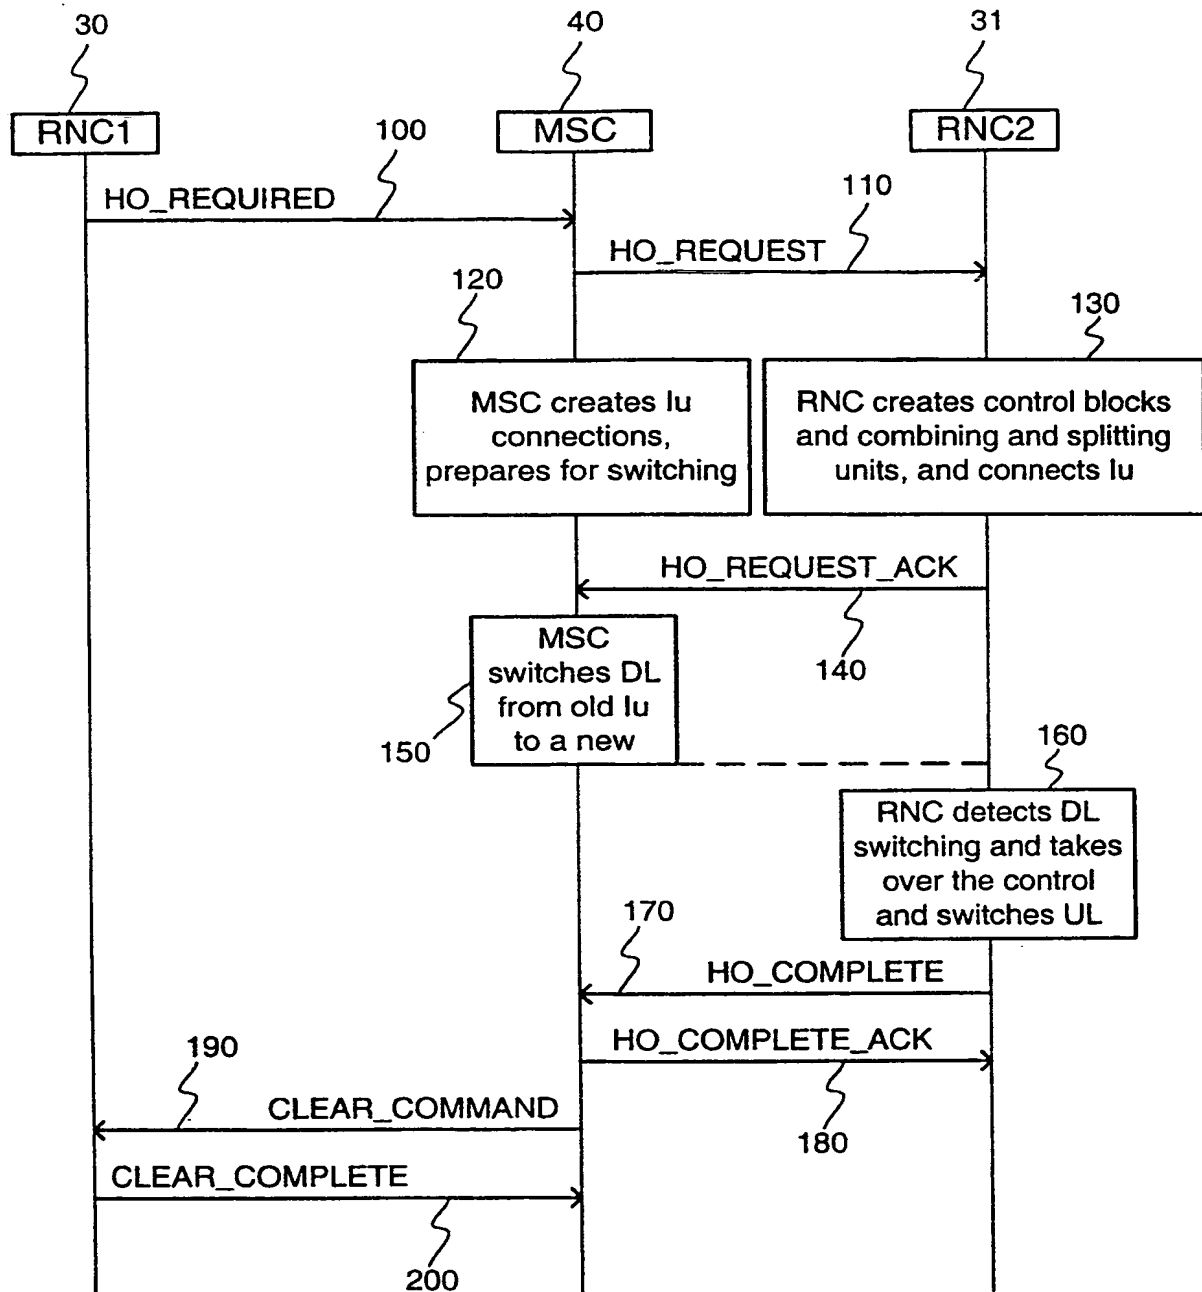 30
40
31
RNC1
MSC
RNC2
100
HO_REQUIRED
110
HO_REQUEST
120
130
MSC creates Iu
connections,
prepares for switching
RNC creates control blocks
and combining and splitting
units, and connects Iu
HO_REQUEST_ACK
140
MSC
switches DL
from old Iu
to a new
150
160
RNC detects DL
switching and takes
over the control
and switches UL
170
HO_COMPLETE
HO_COMPLETE_ACK
180
190
CLEAR_COMMAND
CLEAR_COMPLETE
200